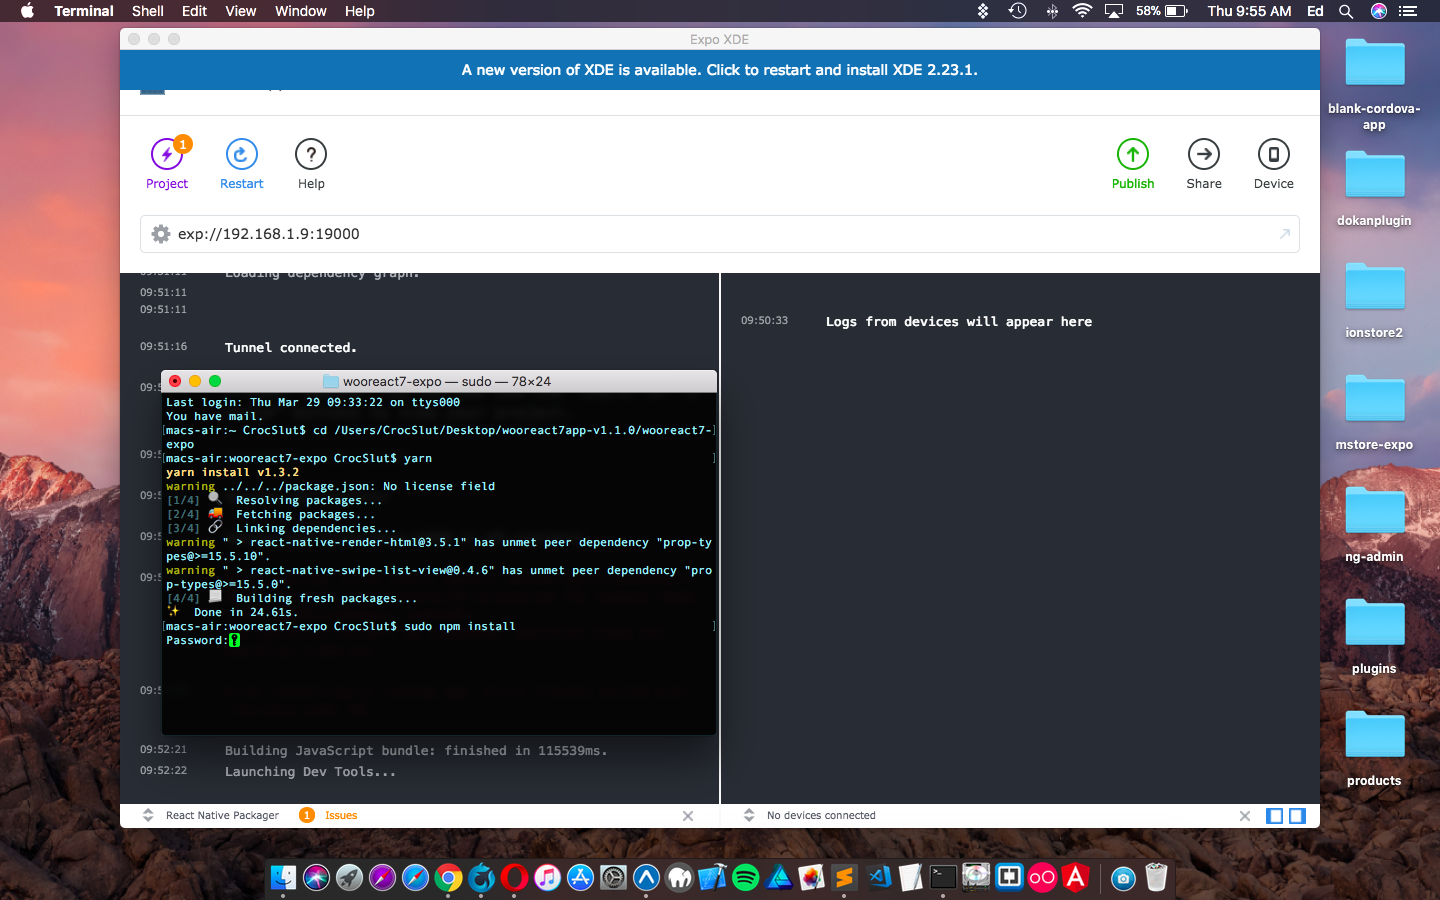 Terminal Shell Edit View Window Help 58% Thu 9:55 AM Ed
Expo XDE
A new version of XDE is available. Click to restart and install XDE 2.23.1.
1
Project Restart Help Publish Share Device
exp://192.168.1.9:19000
09:51:11 Loading dependency graph.
09:51:11
09:51:11
09:51:16 Tunnel connected.
09:50:33 Logs from devices will appear here
wooreact7-expo — sudo — 78×24
Last login: Thu Mar 29 09:33:22 on ttys000
You have mail.
[macs-air:~ CrocSlut$ cd /Users/CrocSlut/Desktop/wooreact7app-v1.1.0/wooreact7-]
expo
[macs-air:wooreact7-expo CrocSlut$ yarn ]
yarn install v1.3.2
warning ../../../package.json: No license field
[1/4] 🔍 Resolving packages...
[2/4] 🚚 Fetching packages...
[3/4] 🔗 Linking dependencies...
warning " > react-native-render-html@3.5.1" has unmet peer dependency "prop-ty
pes@>=15.5.10".
warning " > react-native-swipe-list-view@0.4.6" has unmet peer dependency "pro
p-types@>=15.5.0".
[4/4] 📃 Building fresh packages...
✨ Done in 24.61s.
[macs-air:wooreact7-expo CrocSlut$ sudo npm install ]
Password:
09:52:21 Building JavaScript bundle: finished in 115539ms.
09:52:22 Launching Dev Tools...
React Native Packager 1 Issues
No devices connected
blank-cordova-
app
dokanplugin
ionstore2
mstore-expo
ng-admin
plugins
products